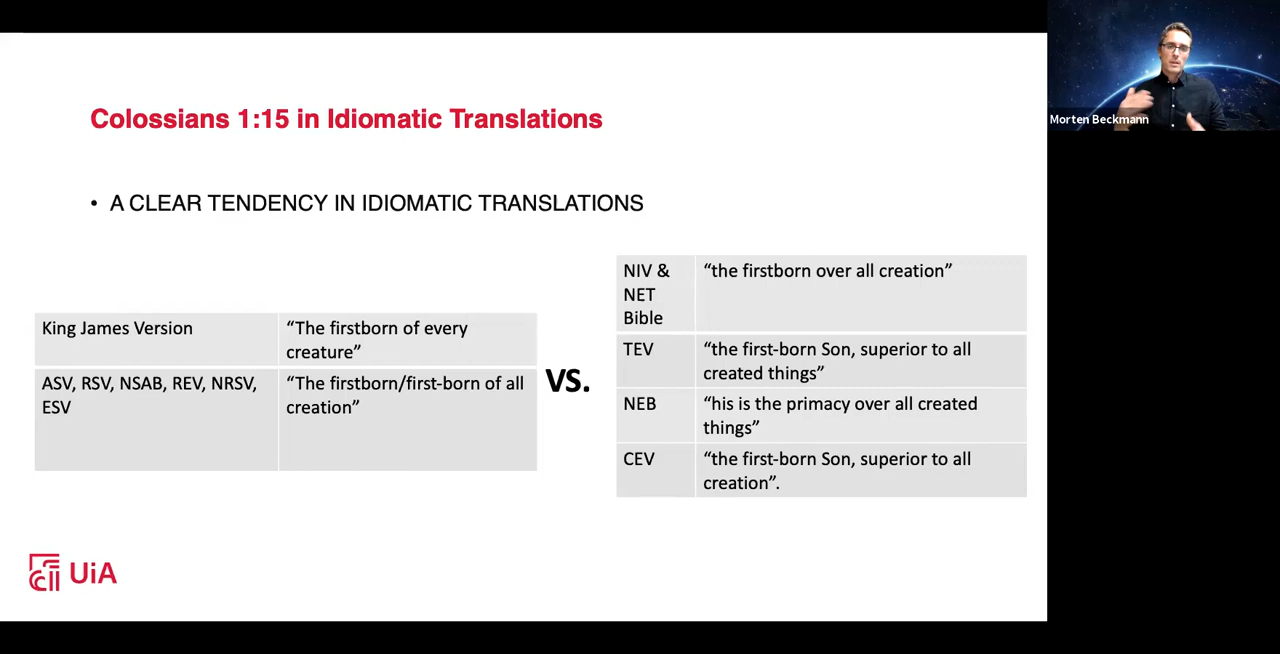 Colossians 1:15 in Idiomatic Translations
• A CLEAR TENDENCY IN IDIOMATIC TRANSLATIONS
King James Version
“The firstborn of every
creature”
ASV, RSV, NSAB, REV, NRSV,
ESV
“The firstborn/first-born of all
creation”
VS.
NIV &
NET
Bible
“the firstborn over all creation”
TEV
“the first-born Son, superior to all
created things”
NEB
“his is the primacy over all created
things”
CEV
“the first-born Son, superior to all
creation”.
UiA
Morten Beckmann